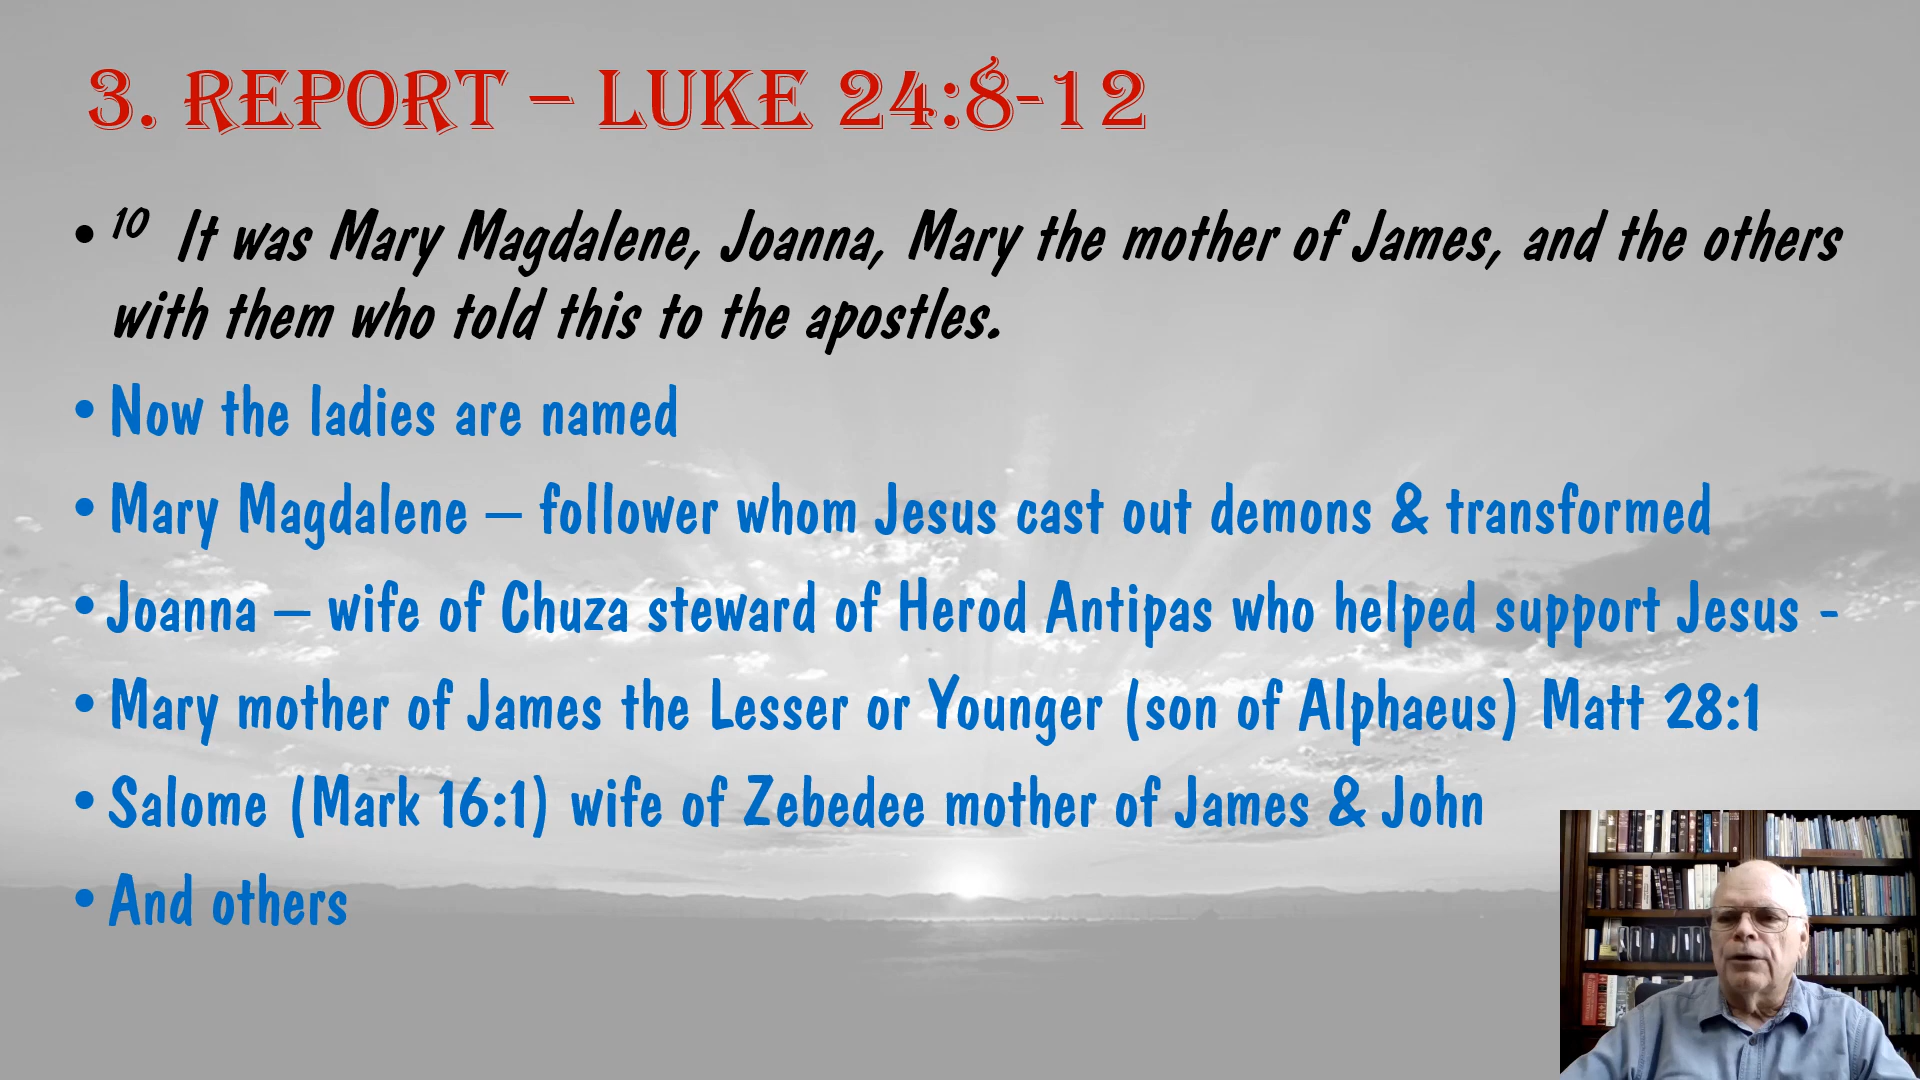 3. REPORT – LUKE 24:8-12
• 10 It was Mary Magdalene, Joanna, Mary the mother of James, and the others
with them who told this to the apostles.
• Now the ladies are named
• Mary Magdalene – follower whom Jesus cast out demons & transformed
• Joanna – wife of Chuza steward of Herod Antipas who helped support Jesus -
• Mary mother of James the Lesser or Younger (son of Alphaeus) Matt 28:1
• Salome (Mark 16:1) wife of Zebedee mother of James & John
• And others